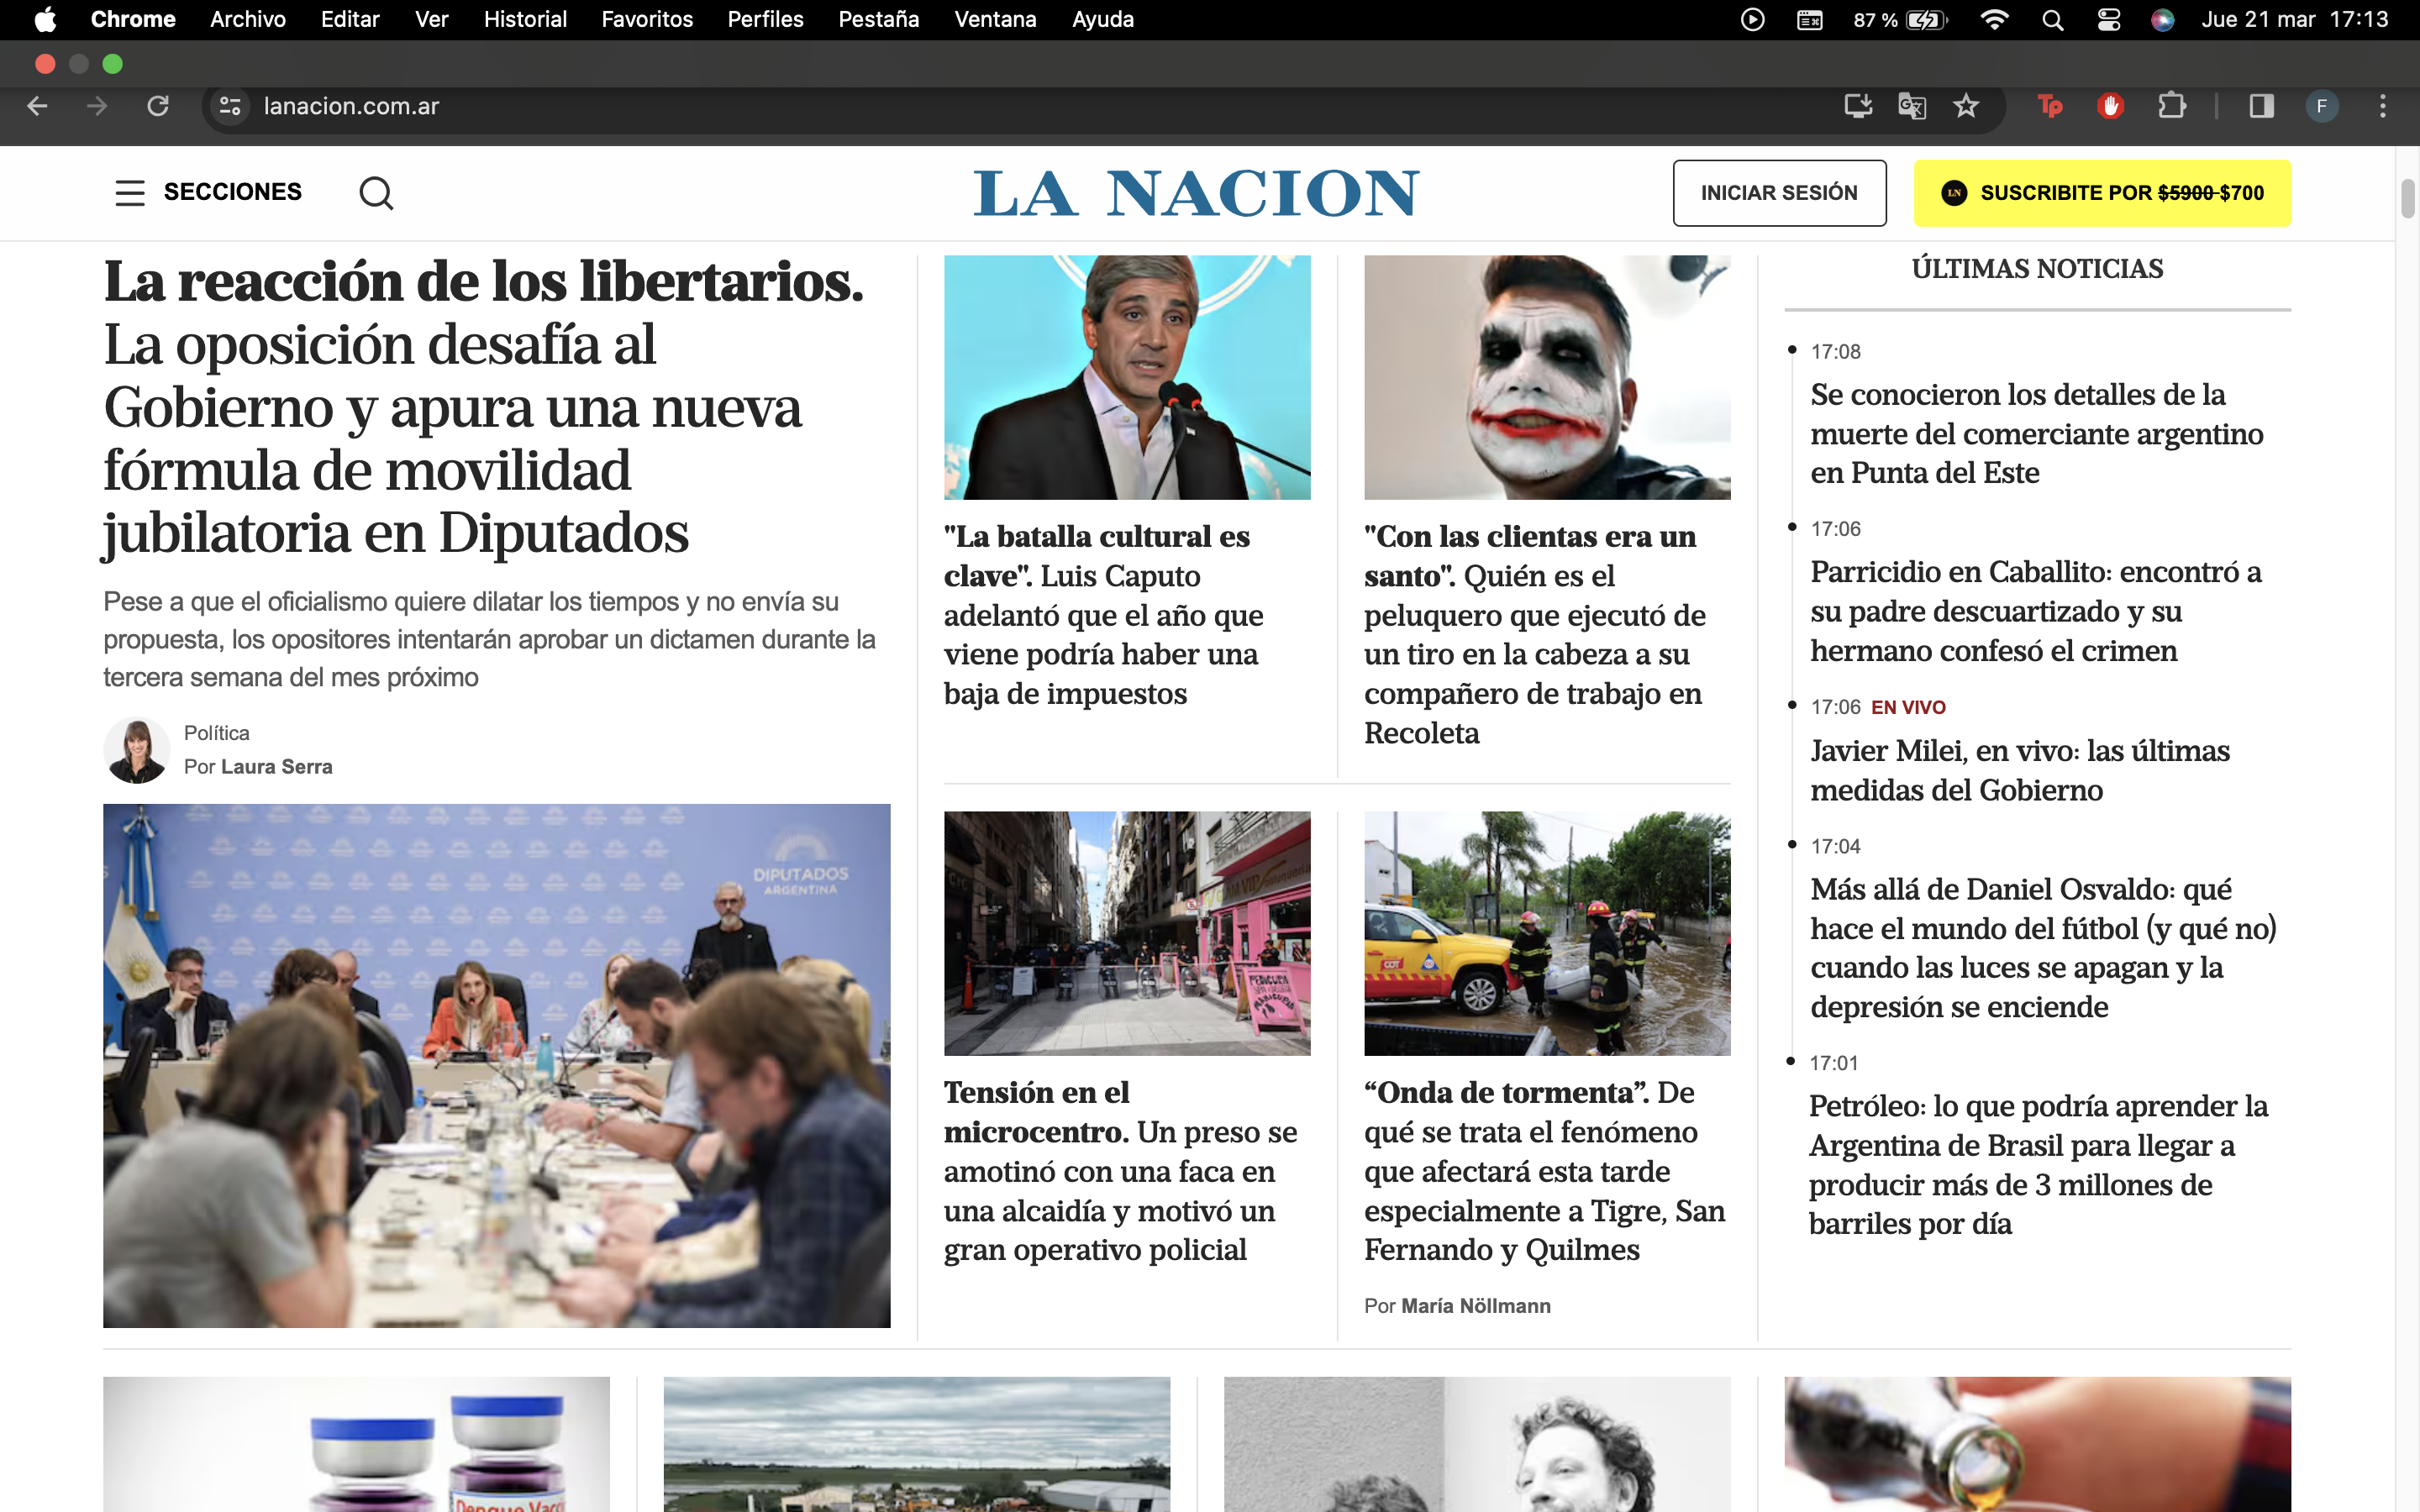 Chrome Archivo Editar Ver Historial Favoritos Perfiles Pestaña Ventana Ayuda 87 % Jue 21 mar 17:13
lanacion.com.ar
F
SECCIONES
LA NACION
INICIAR SESIÓN
LN SUSCRIBITE POR $5900 $700
La reacción de los libertarios.
La oposición desafía al
Gobierno y apura una nueva
fórmula de movilidad
jubilatoria en Diputados
Pese a que el oficialismo quiere dilatar los tiempos y no envía su
propuesta, los opositores intentarán aprobar un dictamen durante la
tercera semana del mes próximo
Política
Por Laura Serra
DIPUTADOS
ARGENTINA
"La batalla cultural es
clave". Luis Caputo
adelantó que el año que
viene podría haber una
baja de impuestos
"Con las clientas era un
santo". Quién es el
peluquero que ejecutó de
un tiro en la cabeza a su
compañero de trabajo en
Recoleta
PEDICURA
MANICURA
Tensión en el
microcentro. Un preso se
amotinó con una faca en
una alcaidía y motivó un
gran operativo policial
“Onda de tormenta”. De
qué se trata el fenómeno
que afectará esta tarde
especialmente a Tigre, San
Fernando y Quilmes
Por María Nöllmann
ÚLTIMAS NOTICIAS
17:08
Se conocieron los detalles de la
muerte del comerciante argentino
en Punta del Este
17:06
Parricidio en Caballito: encontró a
su padre descuartizado y su
hermano confesó el crimen
17:06 EN VIVO
Javier Milei, en vivo: las últimas
medidas del Gobierno
17:04
Más allá de Daniel Osvaldo: qué
hace el mundo del fútbol (y qué no)
cuando las luces se apagan y la
depresión se enciende
17:01
Petróleo: lo que podría aprender la
Argentina de Brasil para llegar a
producir más de 3 millones de
barriles por día
Dengue Vacc